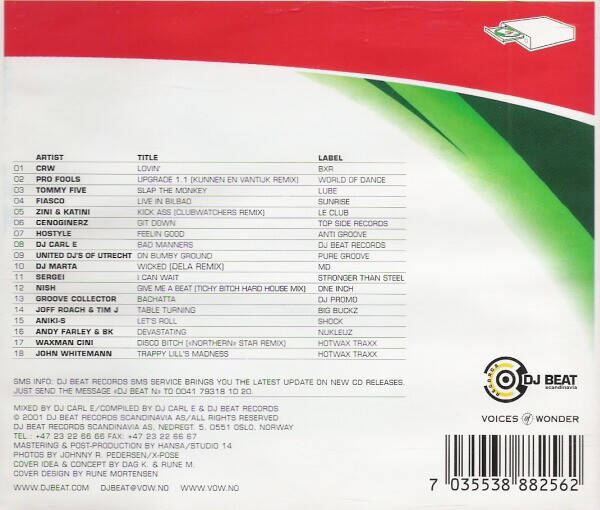 ARTIST TITLE LABEL
01 CRW LOVIN' BXR
02 PRO FOOLS UPGRADE 1.1 (KUNNEN EN VANTIJK REMIX) WORLD OF DANCE
03 TOMMY FIVE SLAP THE MONKEY LUBE
04 FIASCO LIVE IN BILBAO SUNRISE
05 ZINI & KATINI KICK ASS (CLUBWATCHERS REMIX) LE CLUB
06 CENOGINERZ GIT DOWN TOP SIDE RECORDS
07 HOSTYLE FEELIN GOOD ANTI GROOVE
08 DJ CARL E BAD MANNERS DJ BEAT RECORDS
09 UNITED DJ'S OF UTRECHT ON BUMBY GROUND PURE GROOVE
10 DJ MARTA WICKED (DELA REMIX) MD
11 SERGEI I CAN WAIT STRONGER THAN STEEL
12 NISH GIVE ME A BEAT (TICHY BITCH HARD HOUSE MIX) ONE INCH
13 GROOVE COLLECTOR BACHATTA DJ PROMO
14 JOFF ROACH & TIM J TABLE TURNING BIG BUCKZ
15 ANIKI-S LET'S ROLL SHOCK
16 ANDY FARLEY & BK DEVASTATING NUKLEUZ
17 WAXMAN CINI DISCO BITCH («NORTHERN» STAR REMIX) HOTWAX TRAXX
18 JOHN WHITEMANN TRAPPY LILL'S MADNESS HOTWAX TRAXX
SMS INFO: DJ BEAT RECORDS SMS SERVICE BRINGS YOU THE LATEST UPDATE ON NEW CD RELEASES.
JUST SEND THE MESSAGE «DJ BEAT N» TO 0041 79318 10 20.
MIXED BY DJ CARL E/COMPILED BY DJ CARL E & DJ BEAT RECORDS
© 2001 DJ BEAT RECORDS SCANDINAVIA AS/ALL RIGHTS RESERVED
DJ BEAT RECORDS SCANDINAVIA AS, NEDREGT. 5, 0551 OSLO, NORWAY
TEL.: +47 23 22 66 66 FAX: +47 23 22 66 67
MASTERING & POST-PRODUCTION BY HANSA/STUDIO 14
PHOTOS BY JOHNNY R. PEDERSEN/X-POSE
COVER IDEA & CONCEPT BY DAG K. & RUNE M.
COVER DESIGN BY RUNE MORTENSEN
WWW.DJBEAT.COM DJBEAT@VOW.NO WWW.VOW.NO
RECORDS
DJ BEAT
scandinavia
VOICES of WONDER
7 035538 882562